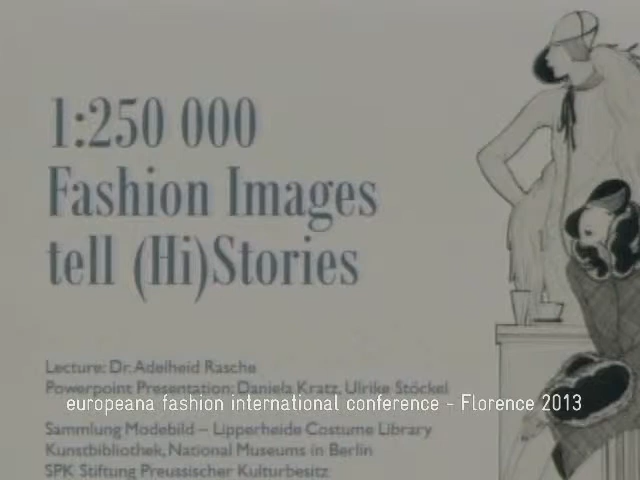 1:250 000
Fashion Images
tell (Hi)Stories
Lecture: Dr. Adelheid Rasche
Powerpoint Presentation: Daniela Kratz, Ulrike Stöckel
europeana fashion international conference - Florence 2013
Sammlung Modebild – Lipperheide Costume Library
Kunstbibliothek, National Museums in Berlin
SPK Stiftung Preussischer Kulturbesitz